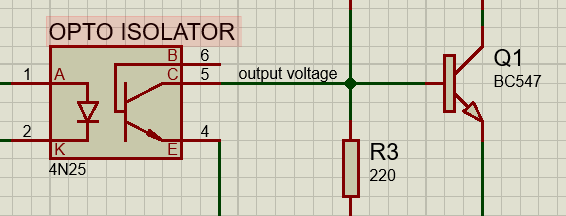 OPTO ISOLATOR
B 6
1 A C 5 output voltage
Q1
BC547
2 K E 4
4N25
R3
220